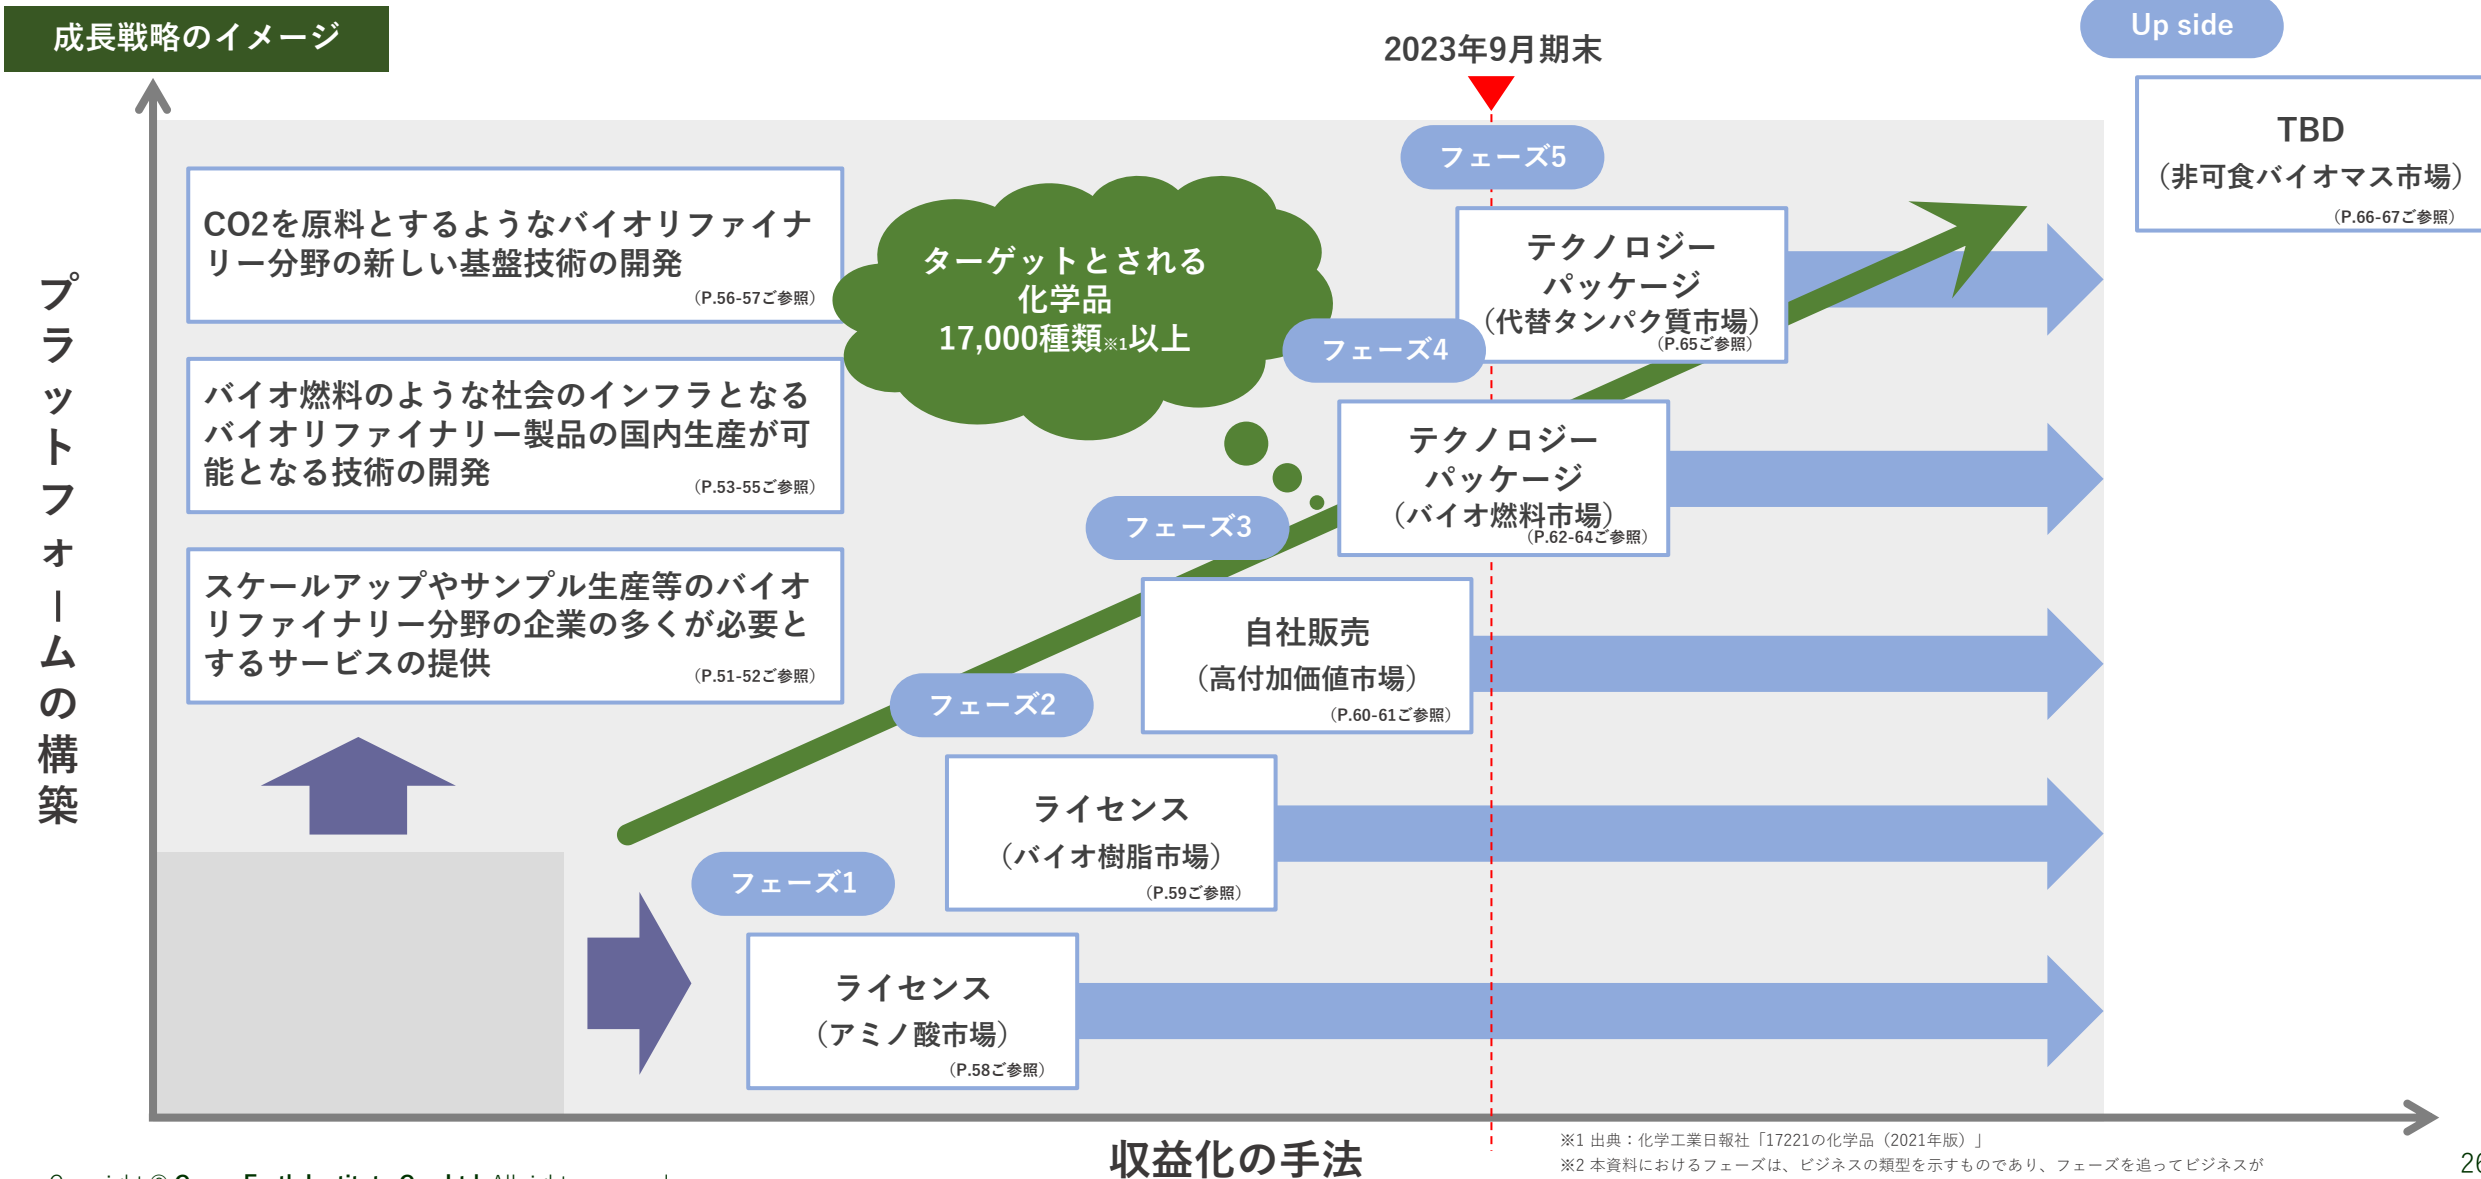 成長戦略のイメージ
2023年9月期末
Up side
TBD
（非可食バイオマス市場）
（P.66-67ご参照）
プラットフォームの構築
CO2を原料とするようなバイオリファイナ
リー分野の新しい基盤技術の開発
（P.56-57ご参照）
バイオ燃料のような社会のインフラとなる
バイオリファイナリー製品の国内生産が可
能となる技術の開発
（P.53-55ご参照）
スケールアップやサンプル生産等のバイオ
リファイナリー分野の企業の多くが必要と
するサービスの提供
（P.51-52ご参照）
ターゲットとされる
化学品
17,000種類※1以上
フェーズ5
テクノロジー
パッケージ
（代替タンパク質市場）
（P.65ご参照）
フェーズ4
テクノロジー
パッケージ
（バイオ燃料市場）
（P.62-64ご参照）
フェーズ3
自社販売
（高付加価値市場）
（P.60-61ご参照）
フェーズ2
ライセンス
（バイオ樹脂市場）
（P.59ご参照）
フェーズ1
ライセンス
（アミノ酸市場）
（P.58ご参照）
収益化の手法
※1 出典：化学工業日報社「17221の化学品（2021年版）」
※2 本資料におけるフェーズは、ビジネスの類型を示すものであり、フェーズを追ってビジネスが